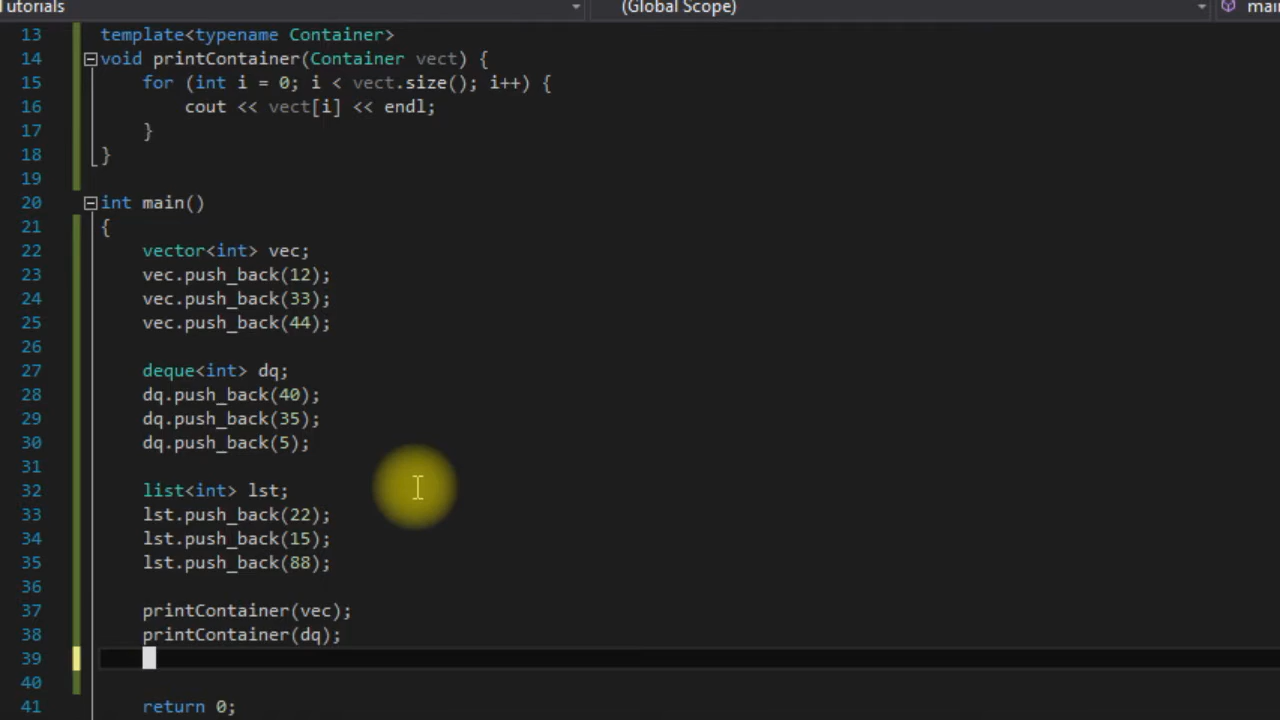 Tutorials (Global Scope) main
13 template<typename Container>
14 void printContainer(Container vect) {
15 for (int i = 0; i < vect.size(); i++) {
16 cout << vect[i] << endl;
17 }
18 }
19
20 int main()
21 {
22 vector<int> vec;
23 vec.push_back(12);
24 vec.push_back(33);
25 vec.push_back(44);
26
27 deque<int> dq;
28 dq.push_back(40);
29 dq.push_back(35);
30 dq.push_back(5);
31
32 list<int> lst;
33 lst.push_back(22);
34 lst.push_back(15);
35 lst.push_back(88);
36
37 printContainer(vec);
38 printContainer(dq);
39
40
41 return 0;